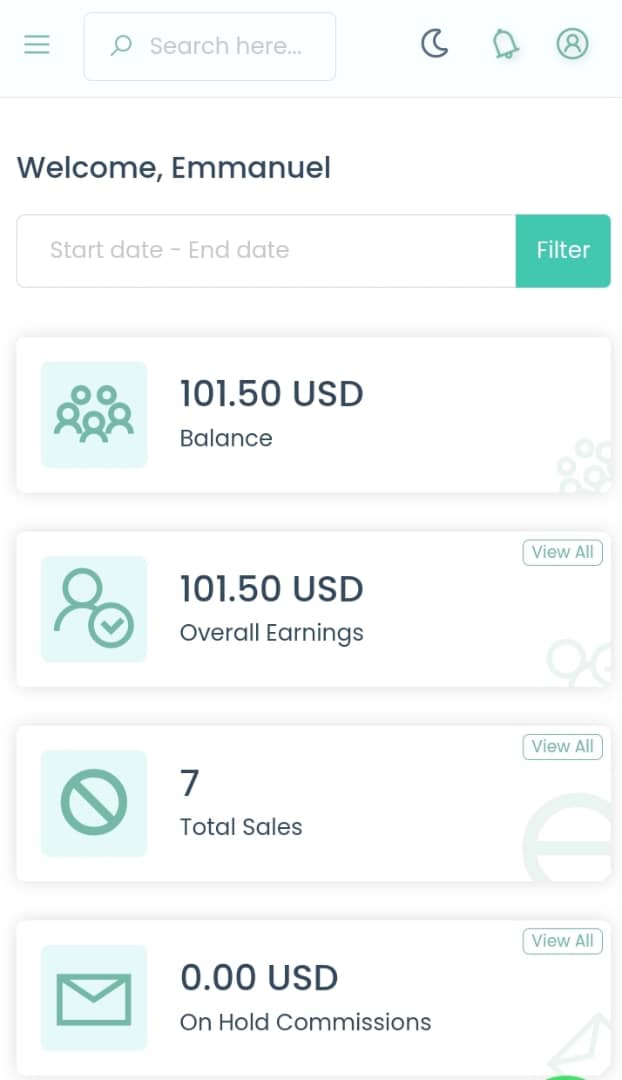 Search here...
Welcome, Emmanuel
Start date - End date
Filter
101.50 USD
Balance
View All
101.50 USD
Overall Earnings
View All
7
Total Sales
View All
0.00 USD
On Hold Commissions